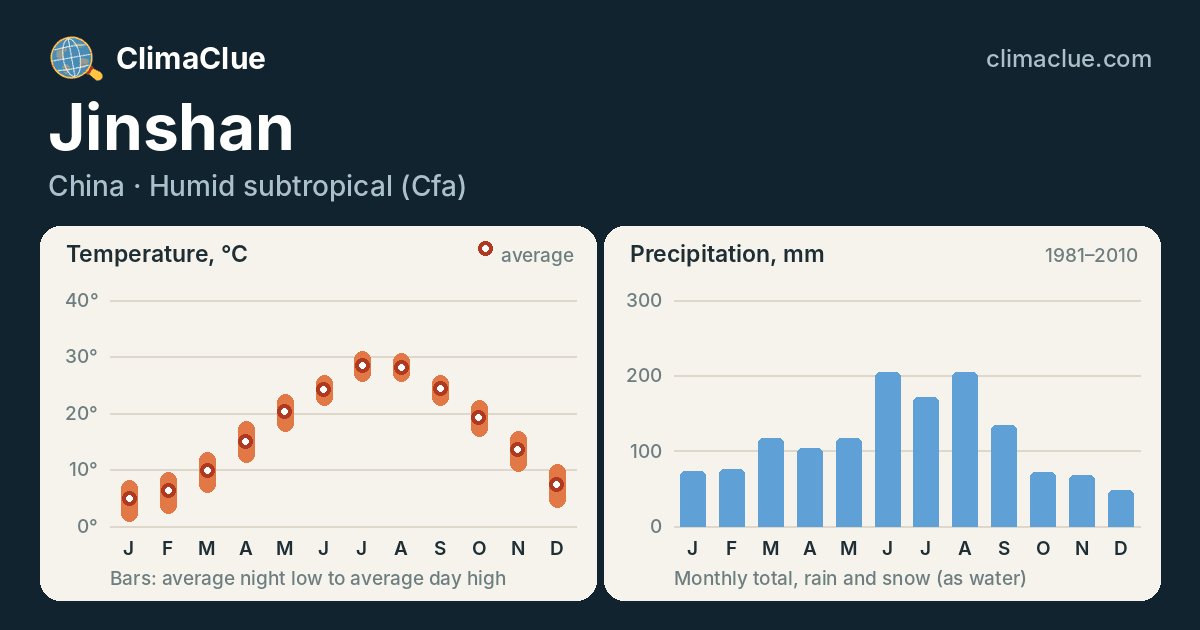 ClimaClue
climaclue.com
Jinshan
China · Humid subtropical (Cfa)
Temperature, °C
average
40°
30°
20°
10°
0°
J F M A M J J A S O N D
Bars: average night low to average day high
Precipitation, mm
1981–2010
300
200
100
0
J F M A M J J A S O N D
Monthly total, rain and snow (as water)